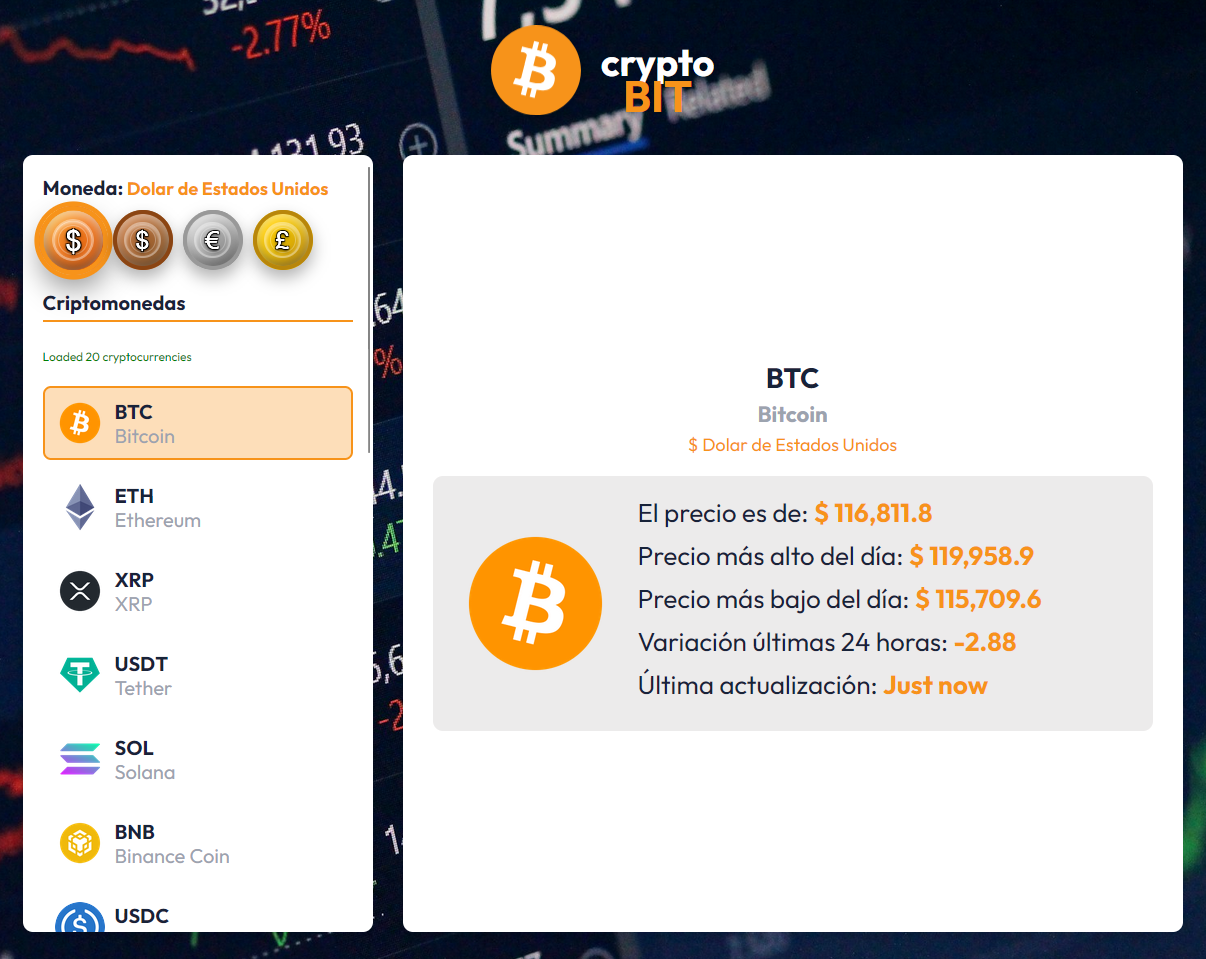 -2.77%
7.5
crypto
BIT
Related
Summary
Moneda: Dolar de Estados Unidos
$ $ € £
Criptomonedas
Loaded 20 cryptocurrencies
BTC
Bitcoin
ETH
Ethereum
XRP
XRP
USDT
Tether
SOL
Solana
BNB
Binance Coin
USDC
BTC
Bitcoin
$ Dolar de Estados Unidos
El precio es de: $ 116,811.8
Precio más alto del día: $ 119,958.9
Precio más bajo del día: $ 115,709.6
Variación últimas 24 horas: -2.88
Última actualización: Just now